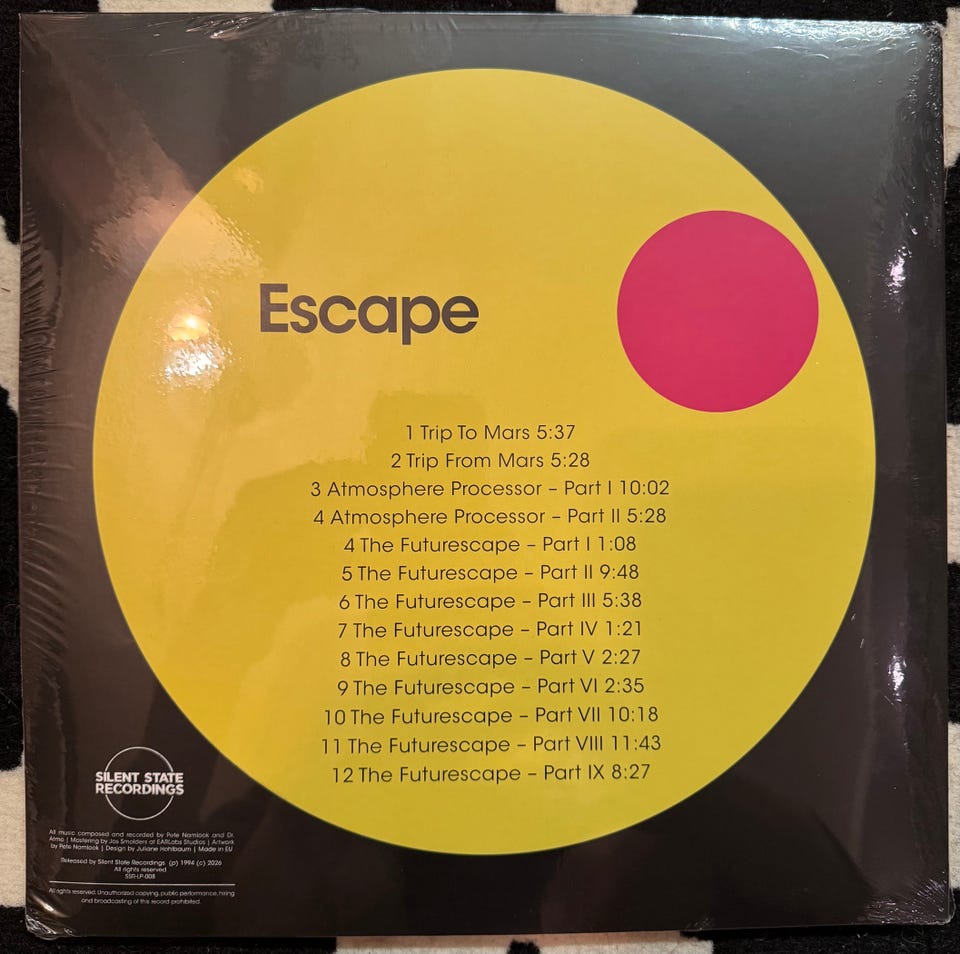 Escape
1 Trip To Mars 5:37
2 Trip From Mars 5:28
3 Atmosphere Processor – Part I 10:02
4 Atmosphere Processor – Part II 5:28
4 The Futurescape – Part I 1:08
5 The Futurescape – Part II 9:48
6 The Futurescape – Part III 5:38
7 The Futurescape – Part IV 1:21
8 The Futurescape – Part V 2:27
9 The Futurescape – Part VI 2:35
10 The Futurescape – Part VII 10:18
11 The Futurescape – Part VIII 11:43
12 The Futurescape – Part IX 8:27
SILENT STATE
RECORDINGS
All music composed and recorded by Pete Namlook and Dr.
Atmo | Mastering by Jos Smolders at EARLabs Studios | Artwork
by Pete Namlook | Design by Juliane Hohlbaum | Made in EU
Released by Silent State Recordings (p) 1994 (c) 2026
All rights reserved
SSR-LP-008
All rights reserved. Unauthorized copying, public performance, hiring
and broadcasting of this record prohibited.